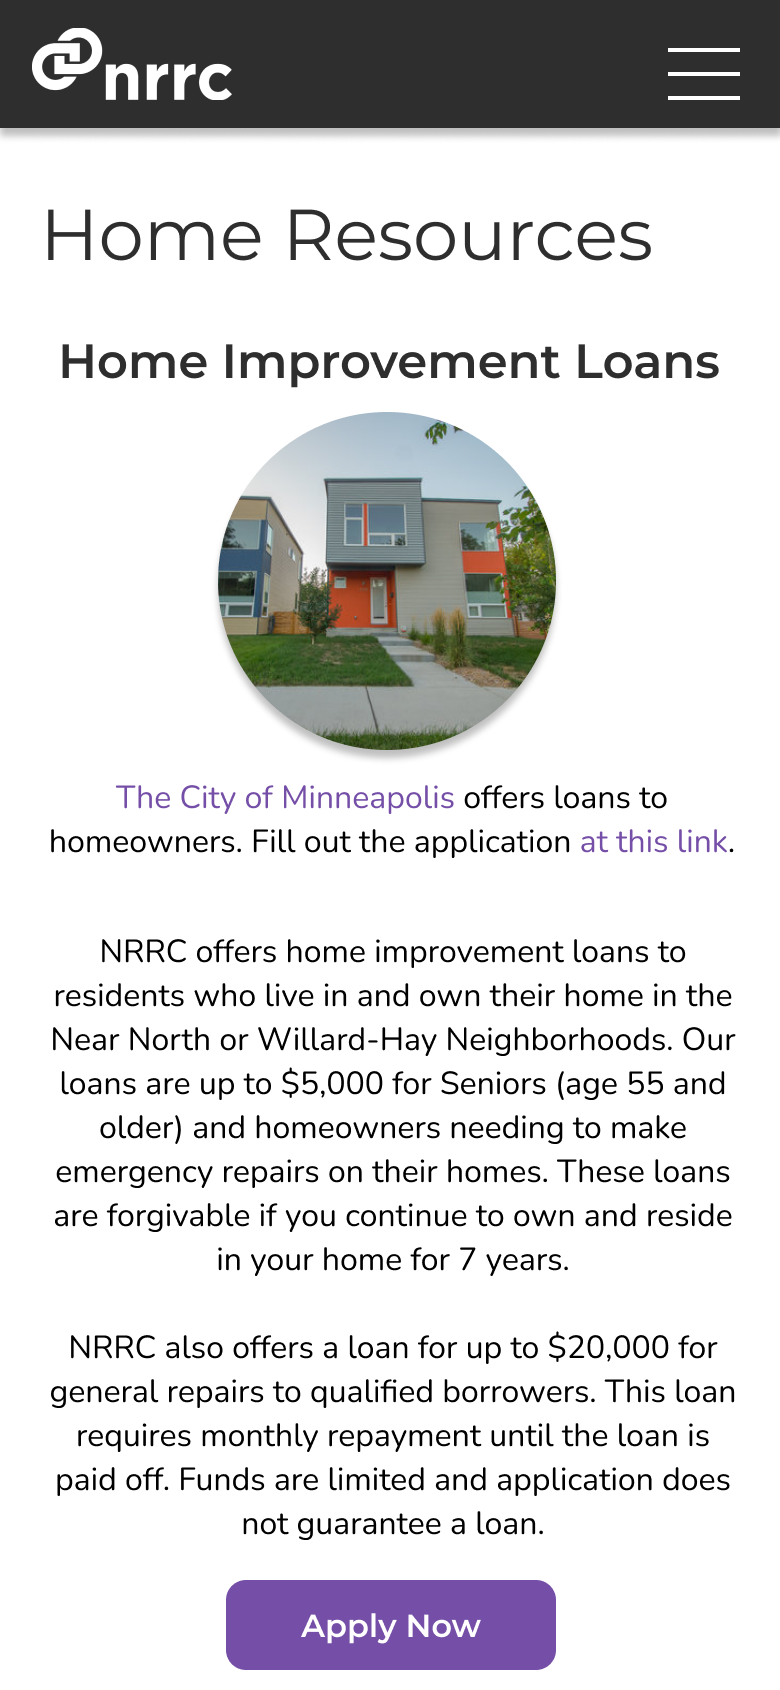 nrrc
Home Resources
Home Improvement Loans
The City of Minneapolis offers loans to
homeowners. Fill out the application at this link.
NRRC offers home improvement loans to
residents who live in and own their home in the
Near North or Willard-Hay Neighborhoods. Our
loans are up to $5,000 for Seniors (age 55 and
older) and homeowners needing to make
emergency repairs on their homes. These loans
are forgivable if you continue to own and reside
in your home for 7 years.
NRRC also offers a loan for up to $20,000 for
general repairs to qualified borrowers. This loan
requires monthly repayment until the loan is
paid off. Funds are limited and application does
not guarantee a loan.
Apply Now